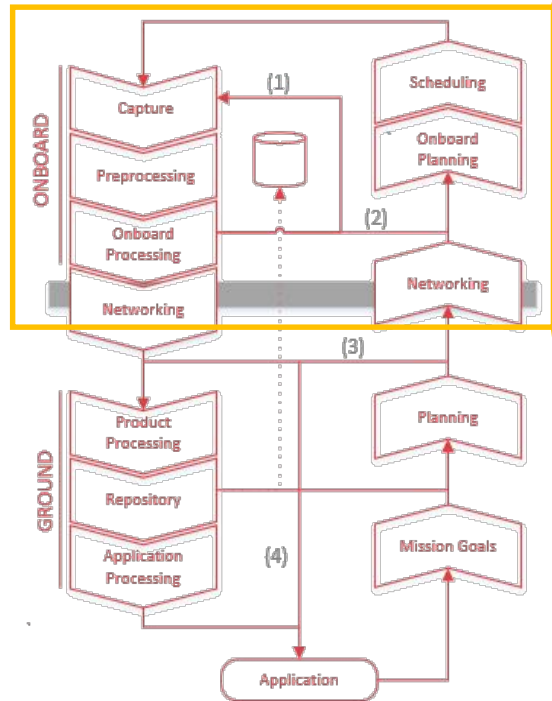 ONBOARD
Capture
Preprocessing
Onboard
Processing
Networking
(1)
(2)
Scheduling
Onboard
Planning
Networking
(3)
GROUND
Product
Processing
Repository
Application
Processing
(4)
Planning
Mission Goals
Application